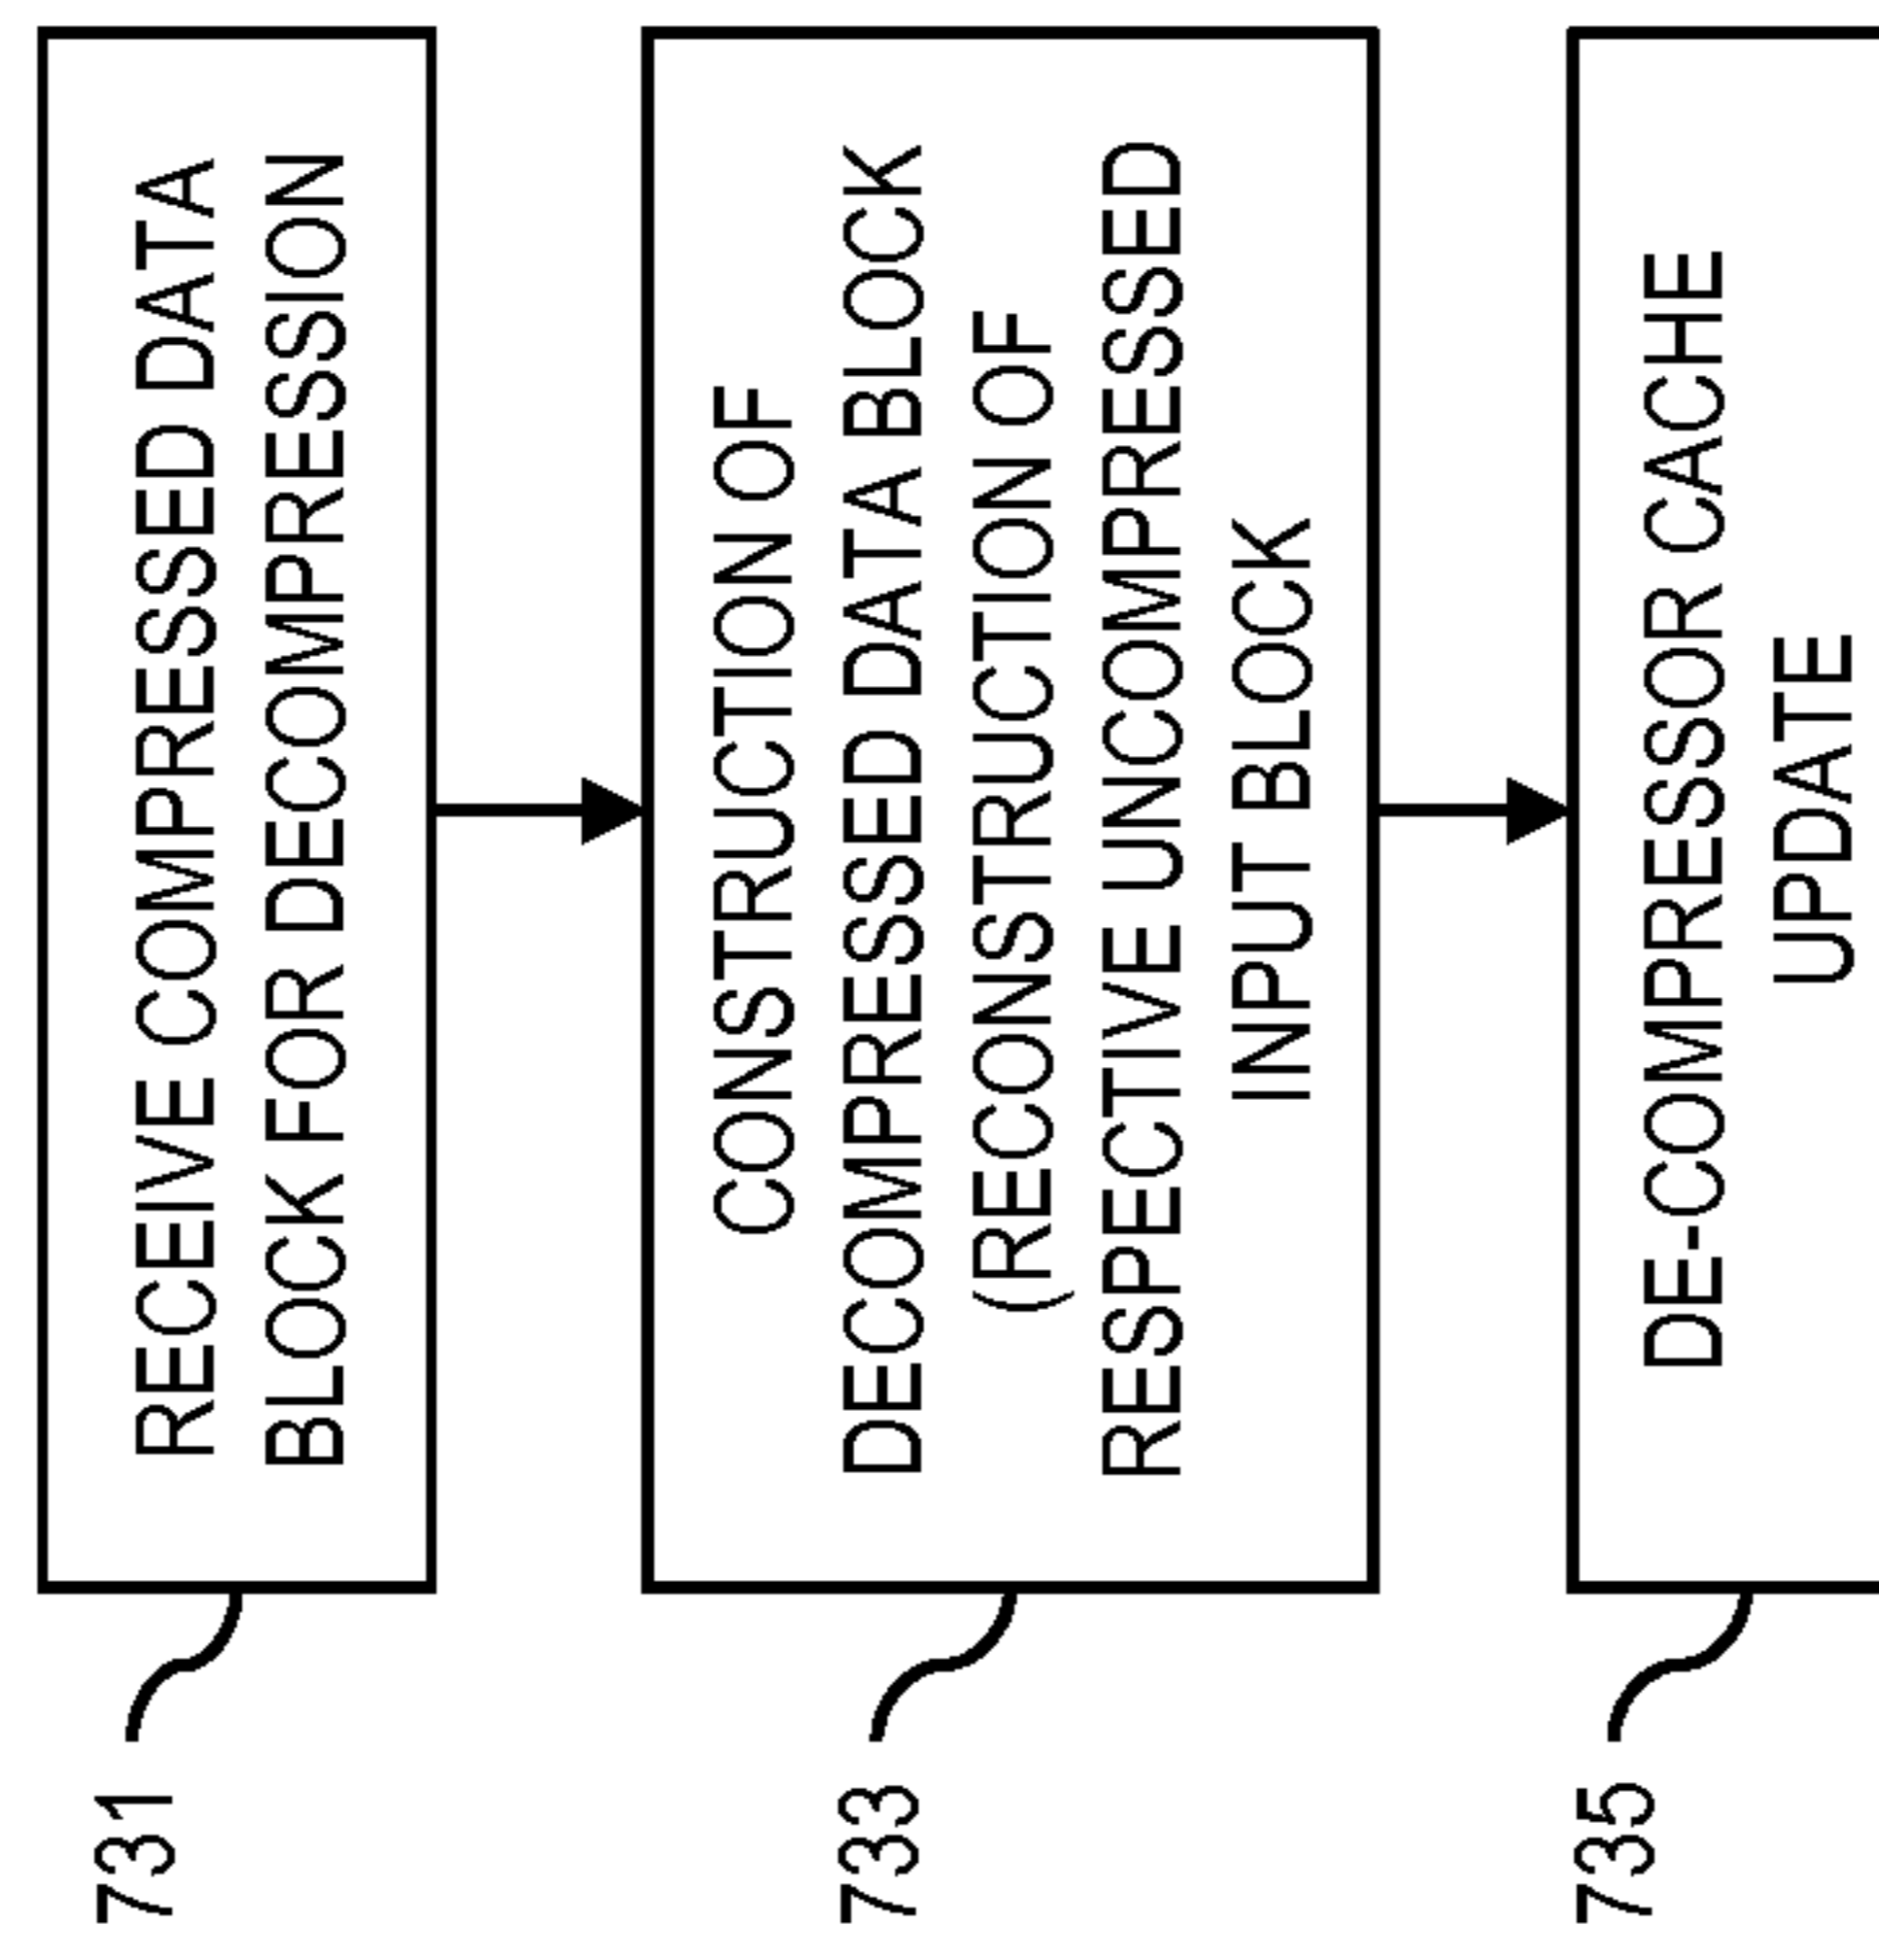 731
RECEIVE COMPRESSED DATA
BLOCK FOR DECOMPRESSION
733
CONSTRUCTION OF
DECOMPRESSED DATA BLOCK
(RECONSTRUCTION OF
RESPECTIVE UNCOMPRESSED
INPUT BLOCK
735
DE-COMPRESSOR CACHE
UPDATE